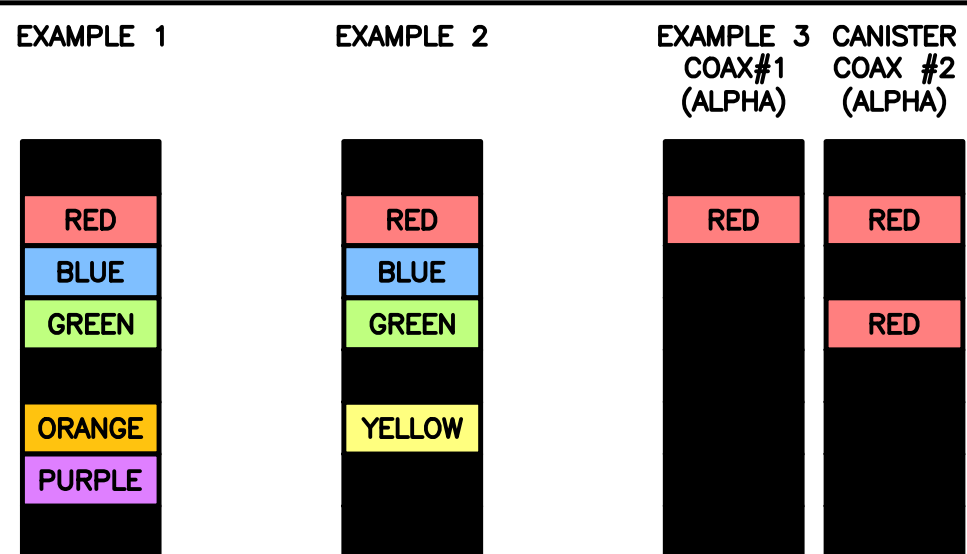 EXAMPLE 1
EXAMPLE 2
EXAMPLE 3
COAX#1
(ALPHA)
CANISTER
COAX #2
(ALPHA)
RED
BLUE
GREEN
ORANGE
PURPLE
RED
BLUE
GREEN
YELLOW
RED
RED
RED